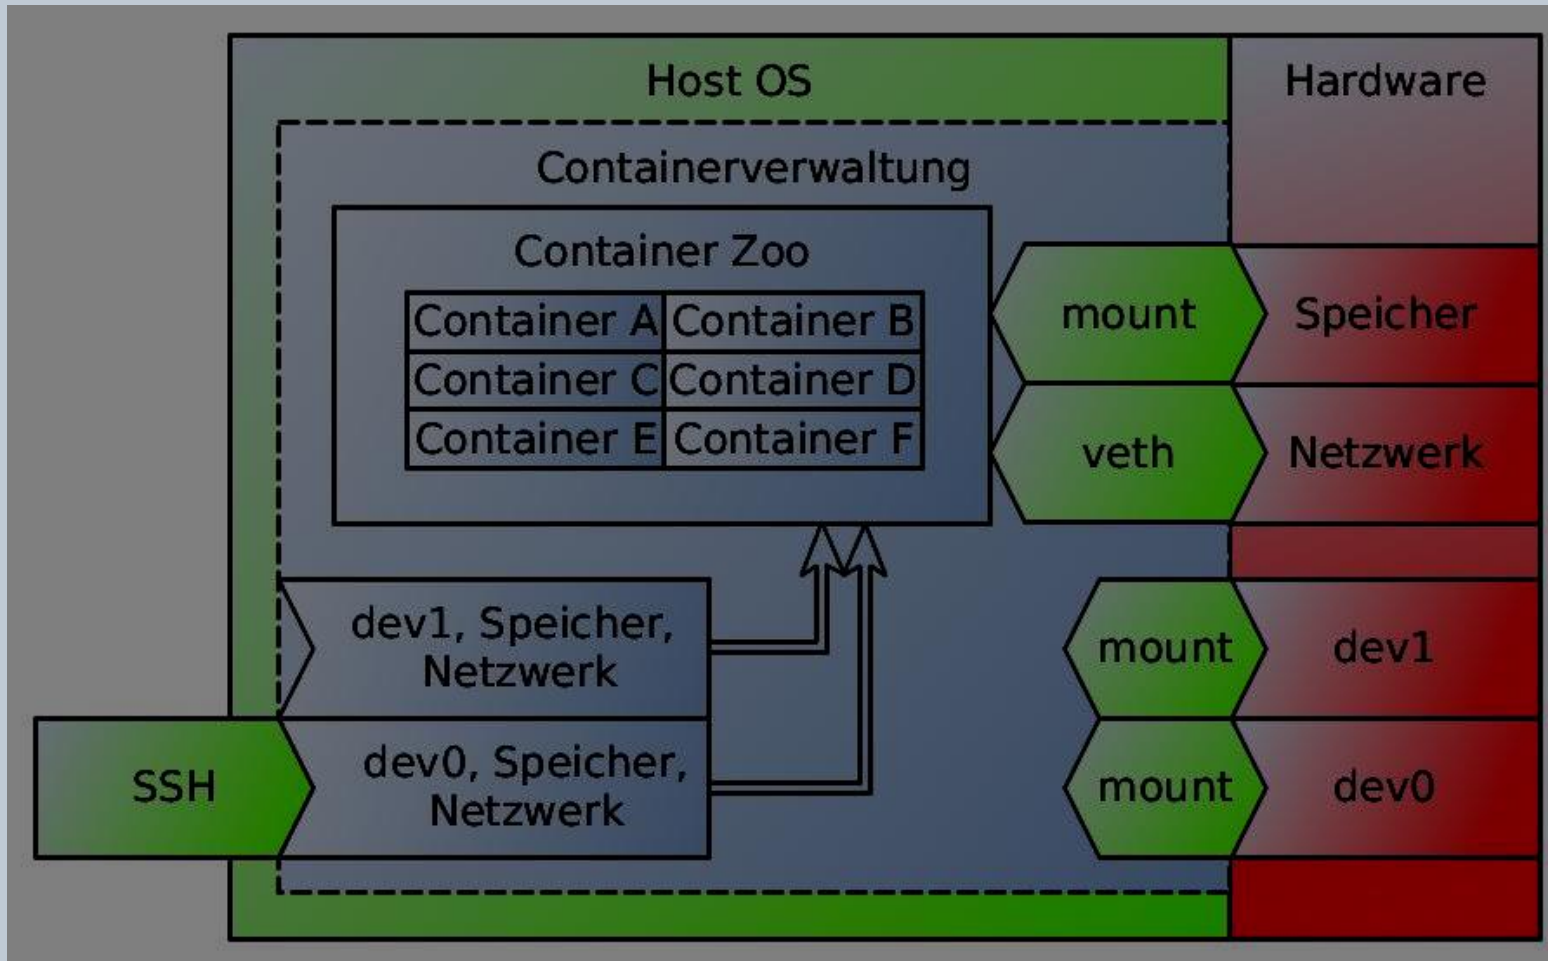 Host OS
Hardware
Containerverwaltung
Container Zoo
Container A
Container B
Container C
Container D
Container E
Container F
mount
Speicher
veth
Netzwerk
dev1, Speicher,
Netzwerk
mount
dev1
SSH
dev0, Speicher,
Netzwerk
mount
dev0